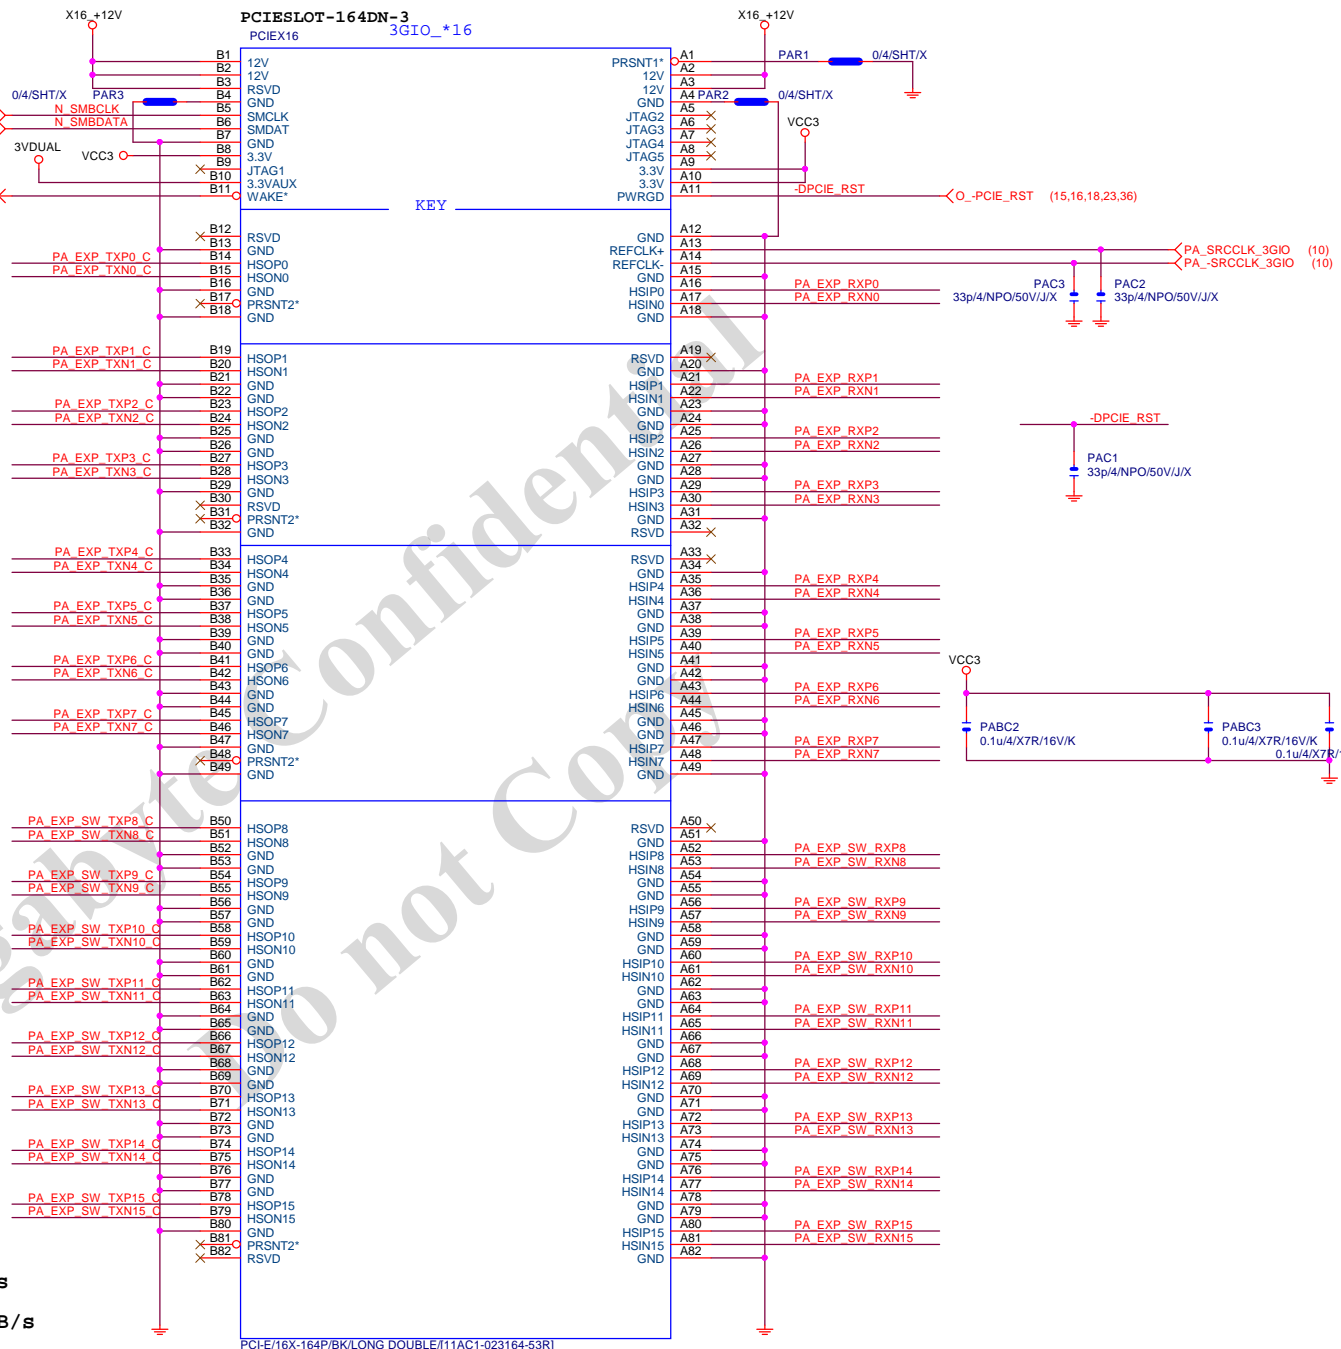 X16_+12V
PCIESLOT-164DN-3
3GIO_*16
PCIEX16
X16_+12V
B1 12V
B2 12V
B3 RSVD
B4 GND
B5 SMCLK
B6 SMDAT
B7 GND
B8 3.3V
B9 JTAG1
B10 3.3VAUX
B11 WAKE*
0/4/SHT/X PAR3
N_SMBCLK
N_SMBDATA
3VDUAL
VCC3
PRSNT1* A1
12V A2
12V A3
GND A4
JTAG2 A5
JTAG3 A6
JTAG4 A7
JTAG5 A8
3.3V A9
3.3V A10
PWRGD A11
PAR1 0/4/SHT/X
PAR2 0/4/SHT/X
VCC3
-DPCIE_RST
O_-PCIE_RST (15,16,18,23,36)
KEY
B12 RSVD
B13 GND
PA_EXP_TXP0_C B14 HSOP0
PA_EXP_TXN0_C B15 HSON0
B16 GND
B17 PRSNT2*
B18 GND
GND A12
REFCLK+ A13 PA_SRCCLK_3GIO (10)
REFCLK- A14 PA_-SRCCLK_3GIO (10)
GND A15
HSIP0 A16 PA_EXP_RXP0
HSIN0 A17 PA_EXP_RXN0
GND A18
PAC3
33p/4/NPO/50V/J/X
PAC2
33p/4/NPO/50V/J/X
PA_EXP_TXP1_C B19 HSOP1
PA_EXP_TXN1_C B20 HSON1
B21 GND
B22 GND
PA_EXP_TXP2_C B23 HSOP2
PA_EXP_TXN2_C B24 HSON2
B25 GND
B26 GND
PA_EXP_TXP3_C B27 HSOP3
PA_EXP_TXN3_C B28 HSON3
B29 GND
B30 RSVD
B31 PRSNT2*
B32 GND
RSVD A19
GND A20
HSIP1 A21 PA_EXP_RXP1
HSIN1 A22 PA_EXP_RXN1
GND A23
GND A24
HSIP2 A25 PA_EXP_RXP2
HSIN2 A26 PA_EXP_RXN2
GND A27
GND A28
HSIP3 A29 PA_EXP_RXP3
HSIN3 A30 PA_EXP_RXN3
GND A31
RSVD A32
-DPCIE_RST
PAC1
33p/4/NPO/50V/J/X
PA_EXP_TXP4_C B33 HSOP4
PA_EXP_TXN4_C B34 HSON4
B35 GND
B36 GND
PA_EXP_TXP5_C B37 HSOP5
PA_EXP_TXN5_C B38 HSON5
B39 GND
B40 GND
PA_EXP_TXP6_C B41 HSOP6
PA_EXP_TXN6_C B42 HSON6
B43 GND
B44 GND
PA_EXP_TXP7_C B45 HSOP7
PA_EXP_TXN7_C B46 HSON7
B47 GND
B48 PRSNT2*
B49 GND
RSVD A33
GND A34
HSIP4 A35 PA_EXP_RXP4
HSIN4 A36 PA_EXP_RXN4
GND A37
GND A38
HSIP5 A39 PA_EXP_RXP5
HSIN5 A40 PA_EXP_RXN5
GND A41
GND A42
HSIP6 A43 PA_EXP_RXP6
HSIN6 A44 PA_EXP_RXN6
GND A45
GND A46
HSIP7 A47 PA_EXP_RXP7
HSIN7 A48 PA_EXP_RXN7
GND A49
VCC3
PABC2
0.1u/4/X7R/16V/K
PABC3
0.1u/4/X7R/16V/K
0.1u/4/X7R/
PA_EXP_SW_TXP8_C B50 HSOP8
PA_EXP_SW_TXN8_C B51 HSON8
B52 GND
B53 GND
PA_EXP_SW_TXP9_C B54 HSOP9
PA_EXP_SW_TXN9_C B55 HSON9
B56 GND
B57 GND
PA_EXP_SW_TXP10_C B58 HSOP10
PA_EXP_SW_TXN10_C B59 HSON10
B60 GND
B61 GND
PA_EXP_SW_TXP11_C B62 HSOP11
PA_EXP_SW_TXN11_C B63 HSON11
B64 GND
B65 GND
PA_EXP_SW_TXP12_C B66 HSOP12
PA_EXP_SW_TXN12_C B67 HSON12
B68 GND
B69 GND
PA_EXP_SW_TXP13_C B70 HSOP13
PA_EXP_SW_TXN13_C B71 HSON13
B72 GND
B73 GND
PA_EXP_SW_TXP14_C B74 HSOP14
PA_EXP_SW_TXN14_C B75 HSON14
B76 GND
B77 GND
PA_EXP_SW_TXP15_C B78 HSOP15
PA_EXP_SW_TXN15_C B79 HSON15
B80 GND
B81 PRSNT2*
B82 RSVD
RSVD A50
GND A51
HSIP8 A52 PA_EXP_SW_RXP8
HSIN8 A53 PA_EXP_SW_RXN8
GND A54
GND A55
HSIP9 A56 PA_EXP_SW_RXP9
HSIN9 A57 PA_EXP_SW_RXN9
GND A58
GND A59
HSIP10 A60 PA_EXP_SW_RXP10
HSIN10 A61 PA_EXP_SW_RXN10
GND A62
GND A63
HSIP11 A64 PA_EXP_SW_RXP11
HSIN11 A65 PA_EXP_SW_RXN11
GND A66
GND A67
HSIP12 A68 PA_EXP_SW_RXP12
HSIN12 A69 PA_EXP_SW_RXN12
GND A70
GND A71
HSIP13 A72 PA_EXP_SW_RXP13
HSIN13 A73 PA_EXP_SW_RXN13
GND A74
GND A75
HSIP14 A76 PA_EXP_SW_RXP14
HSIN14 A77 PA_EXP_SW_RXN14
GND A78
GND A79
HSIP15 A80 PA_EXP_SW_RXP15
HSIN15 A81 PA_EXP_SW_RXN15
GND A82
s
B/s
PCI-E/16X-164P/BK/LONG DOUBLE/[11AC1-023164-53R]
gabyte Confidential
Do not Copy